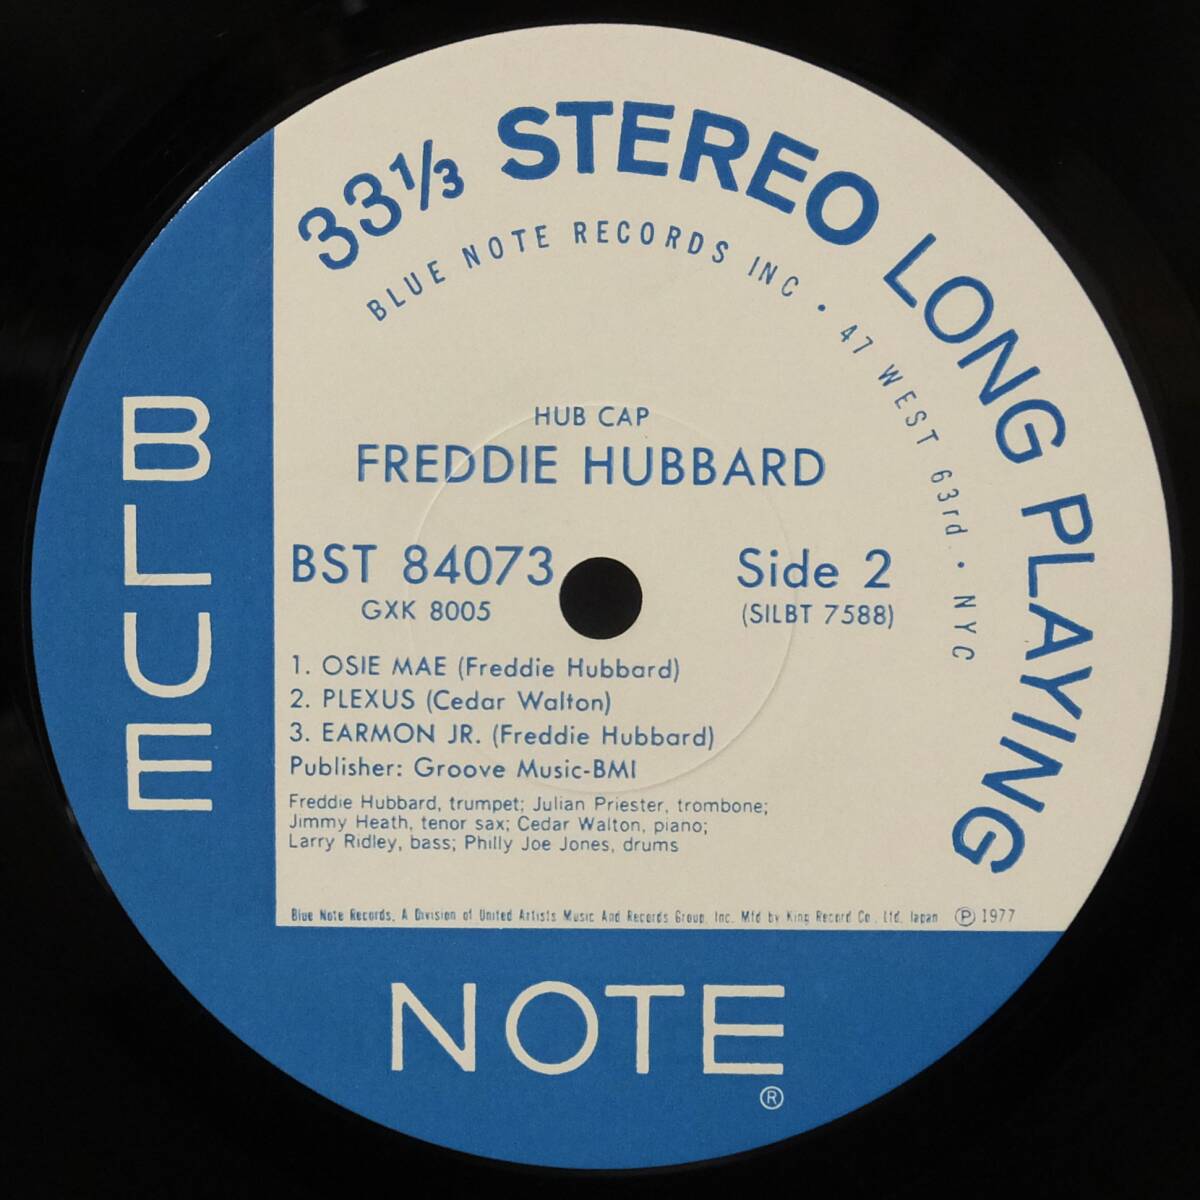 33⅓ STEREO LONG PLAYING
BLUE NOTE RECORDS INC • 47 WEST 63rd • NYC
HUB CAP
FREDDIE HUBBARD
BST 84073
GXK 8005
Side 2
(SILBT 7588)
1. OSIE MAE (Freddie Hubbard)
2. PLEXUS (Cedar Walton)
3. EARMON JR. (Freddie Hubbard)
Publisher: Groove Music-BMI
Freddie Hubbard, trumpet; Julian Priester, trombone;
Jimmy Heath, tenor sax; Cedar Walton, piano;
Larry Ridley, bass; Philly Joe Jones, drums
Blue Note Records, A Division of United Artists Music And Records Group, Inc. Mfd by King Record Co., Ltd. Japan ℗ 1977
BLUE
NOTE
®